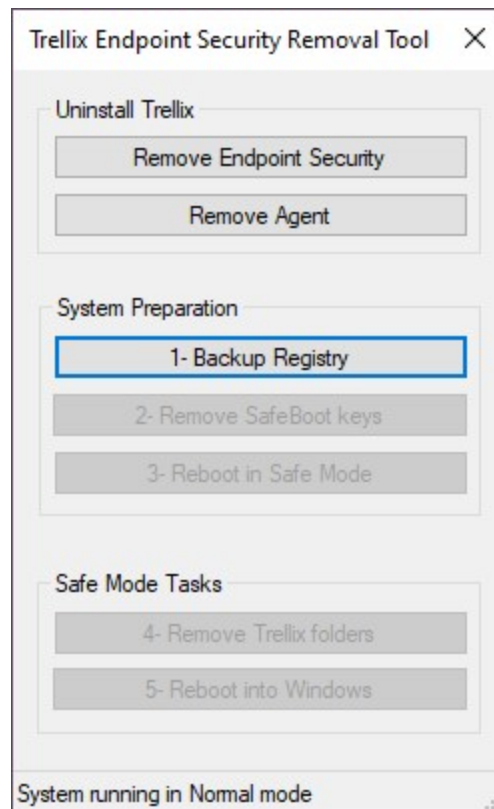 Trellix Endpoint Security Removal Tool
Uninstall Trellix
Remove Endpoint Security
Remove Agent
System Preparation
1- Backup Registry
2- Remove SafeBoot keys
3- Reboot in Safe Mode
Safe Mode Tasks
4- Remove Trellix folders
5- Reboot into Windows
System running in Normal mode